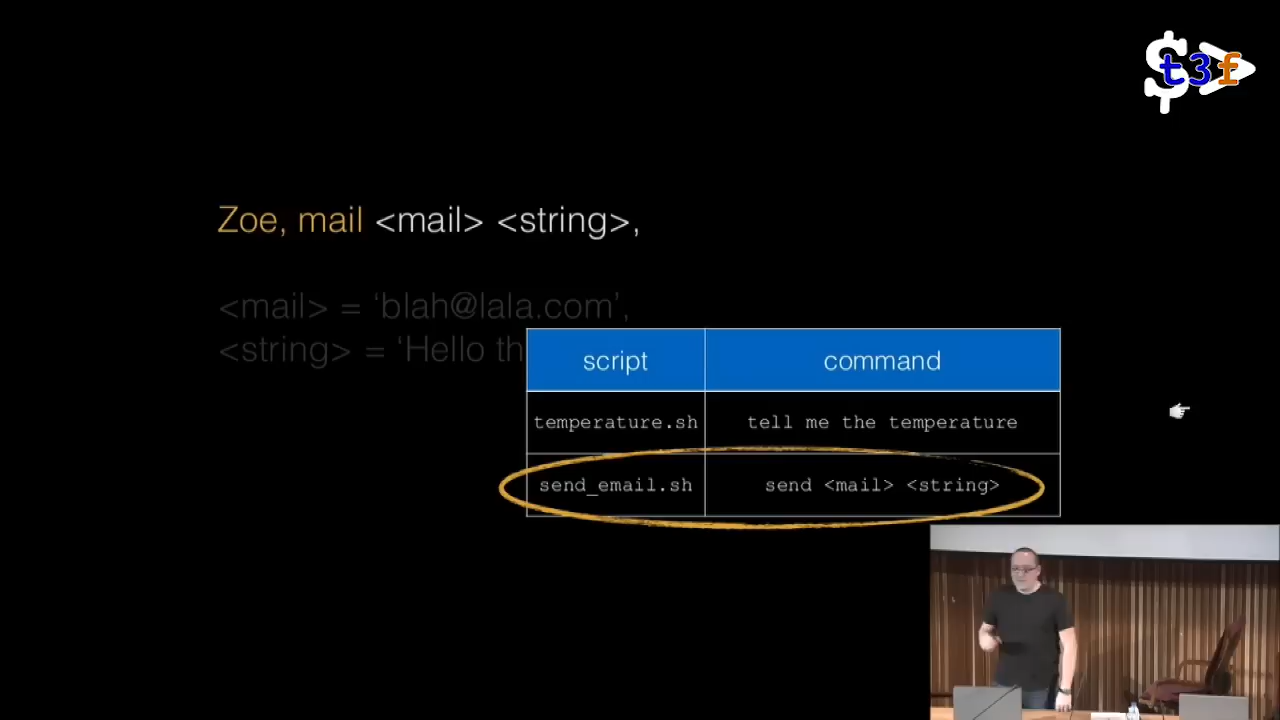 $t3f
Zoe, mail <mail> <string>,
<mail> = ‘blah@lala.com’,
<string> = ‘Hello th
script command
temperature.sh tell me the temperature
send_email.sh send <mail> <string>